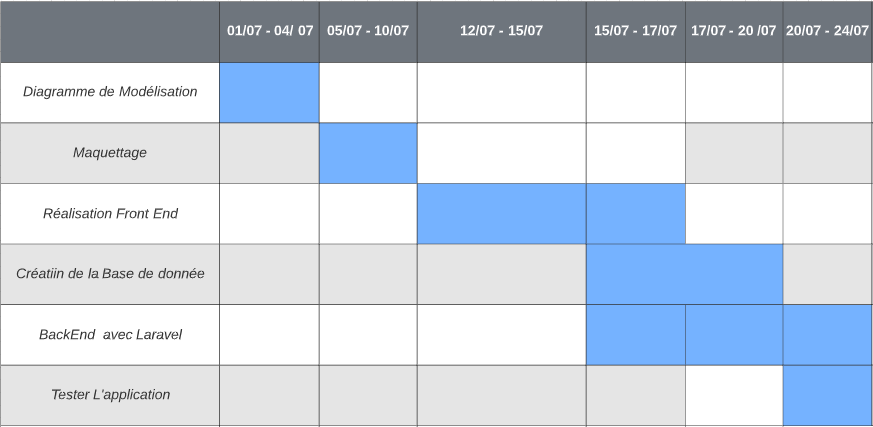 01/07 - 04/ 07 05/07 - 10/07 12/07 - 15/07 15/07 - 17/07 17/07 - 20 /07 20/07 - 24/07
Diagramme de Modélisation
Maquettage
Réalisation Front End
Créatiin de la Base de donnée
BackEnd  avec Laravel
Tester L'application